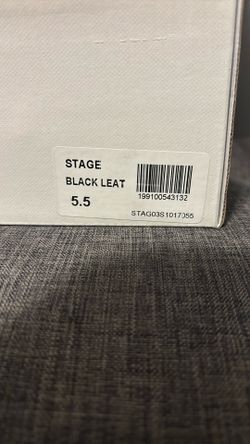 STAGE
BLACK LEAT
5.5
199100543132
STAG03S1017055